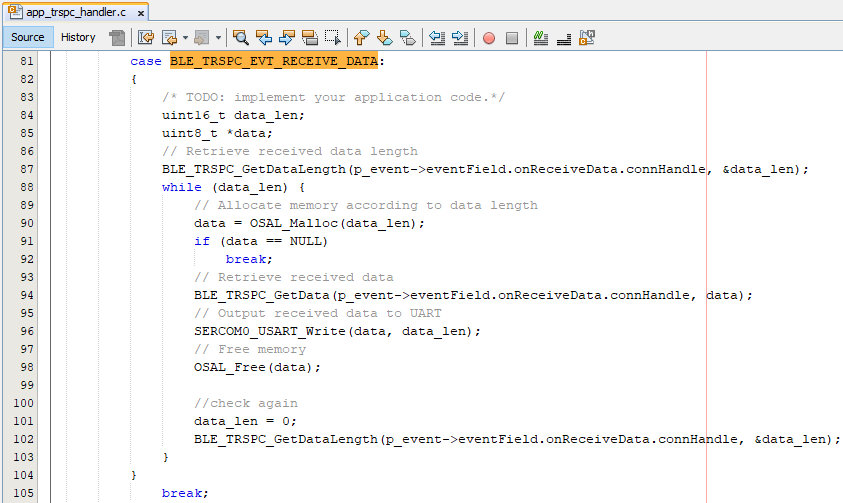 app_trspc_handler.c x
Source History
81 case BLE_TRSPC_EVT_RECEIVE_DATA:
82 {
83 /* TODO: implement your application code.*/
84 uint16_t data_len;
85 uint8_t *data;
86 // Retrieve received data length
87 BLE_TRSPC_GetDataLength(p_event->eventField.onReceiveData.connHandle, &data_len);
88 while (data_len) {
89 // Allocate memory according to data length
90 data = OSAL_Malloc(data_len);
91 if (data == NULL)
92 break;
93 // Retrieve received data
94 BLE_TRSPC_GetData(p_event->eventField.onReceiveData.connHandle, data);
95 // Output received data to UART
96 SERCOM0_USART_Write(data, data_len);
97 // Free memory
98 OSAL_Free(data);
99
100 //check again
101 data_len = 0;
102 BLE_TRSPC_GetDataLength(p_event->eventField.onReceiveData.connHandle, &data_len);
103 }
104 }
105 break;